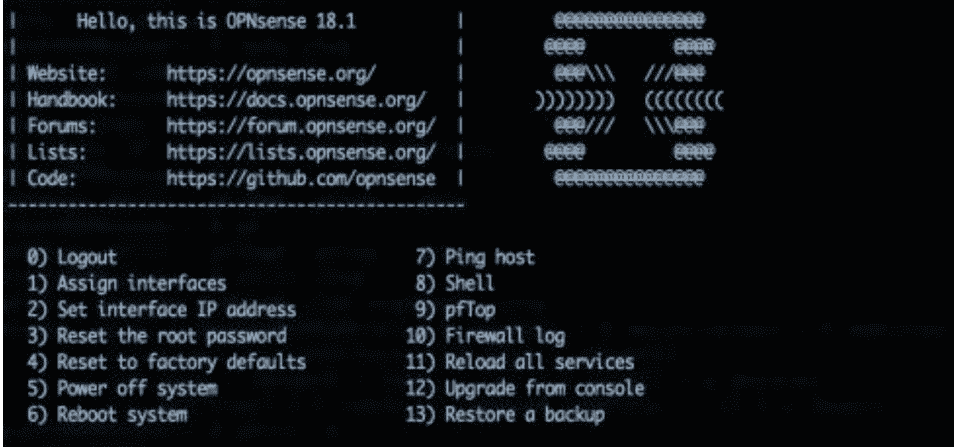 |      Hello, this is OPNsense 18.1          |         @@@@@@@@@@@@@@@
|                                            |        @@@@         @@@@
| Website:      https://opnsense.org/        |         @@@\\\   ///@@@
| Handbook:     https://docs.opnsense.org/   |       ))))))))   ((((((((
| Forums:       https://forum.opnsense.org/  |         @@@///   \\\@@@
| Lists:        https://lists.opnsense.org/  |        @@@@         @@@@
| Code:         https://github.com/opnsense  |         @@@@@@@@@@@@@@@
----------------------------------------------
  0) Logout                              7) Ping host
  1) Assign interfaces                   8) Shell
  2) Set interface IP address            9) pfTop
  3) Reset the root password            10) Firewall log
  4) Reset to factory defaults          11) Reload all services
  5) Power off system                   12) Upgrade from console
  6) Reboot system                      13) Restore a backup